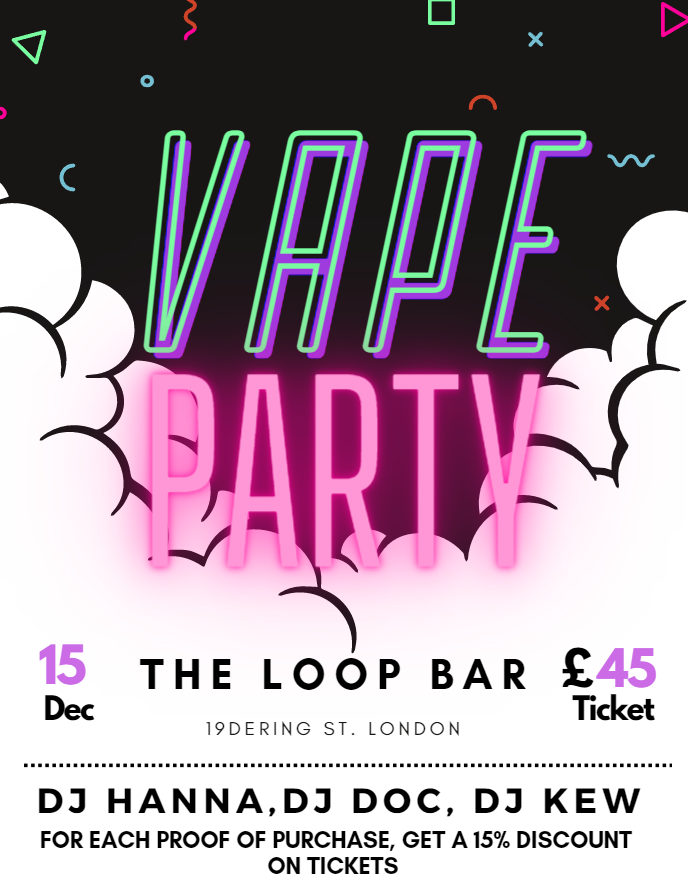 VAPE
PARTY
15
Dec
THE LOOP BAR
19DERING ST. LONDON
£45
Ticket
DJ HANNA,DJ DOC, DJ KEW
FOR EACH PROOF OF PURCHASE, GET A 15% DISCOUNT
ON TICKETS